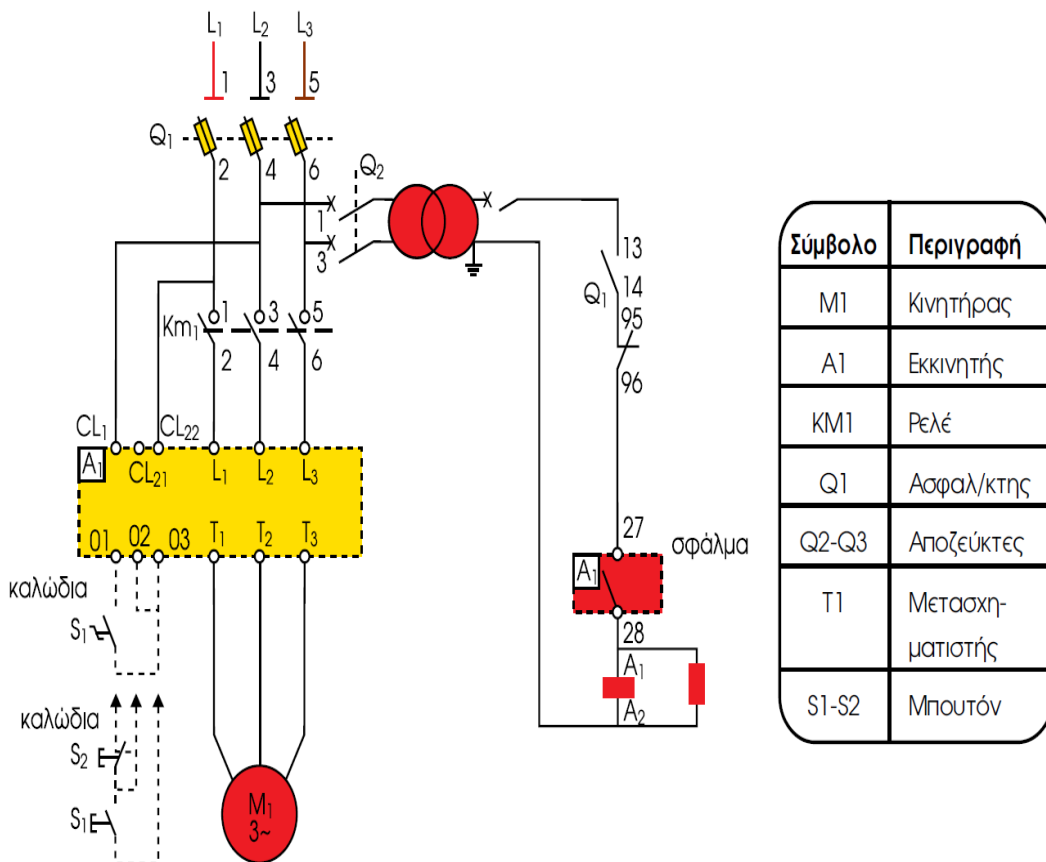 L1 L2 L3
1 3 5
Q1
2 4 6
Q2
1
3
13
Q1 14
95
96
Km1
1 3 5
2 4 6
CL1 CL22
A1 CL21 L1 L2 L3
01 02 03 T1 T2 T3
καλώδια
S1
καλώδια
S2
S1
M1
3~
27
σφάλμα
A1
28
A1
A2
Σύμβολο Περιγραφή
M1 Κινητήρας
A1 Εκκινητής
KM1 Ρελέ
Q1 Ασφαλ/κτης
Q2-Q3 Αποζεύκτες
T1 Μετασχη-
ματιστής
S1-S2 Μπουτόν